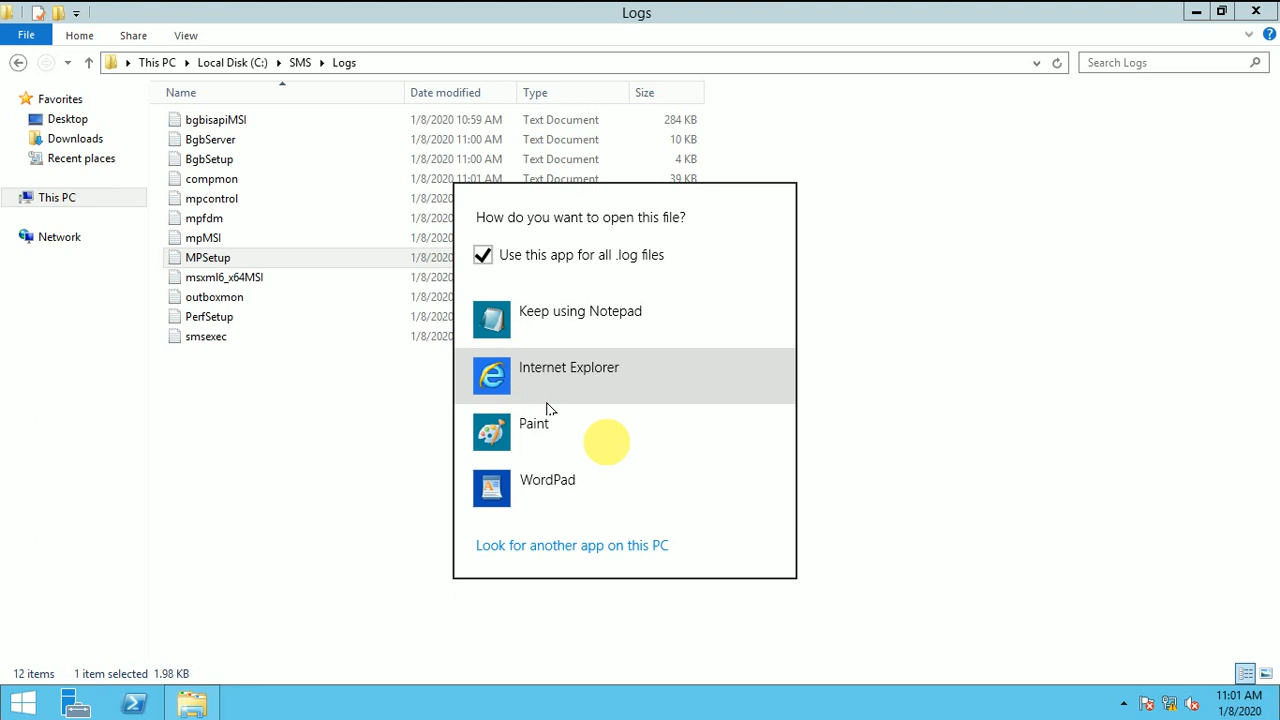 Logs
File Home Share View
This PC Local Disk (C:) SMS Logs Search Logs
Name Date modified Type Size
Favorites
Desktop
Downloads
Recent places
This PC
Network
bgbisapiMSI 1/8/2020 10:59 AM Text Document 284 KB
BgbServer 1/8/2020 11:00 AM Text Document 10 KB
BgbSetup 1/8/2020 11:00 AM Text Document 4 KB
compmon 1/8/2020 11:01 AM Text Document 39 KB
mpcontrol 1/8/2020
mpfdm 1/8/2020
mpMSI 1/8/2020
MPSetup 1/8/2020
msxml6_x64MSI 1/8/2020
outboxmon 1/8/2020
PerfSetup 1/8/2020
smsexec 1/8/2020
How do you want to open this file?
Use this app for all .log files
Keep using Notepad
Internet Explorer
Paint
WordPad
Look for another app on this PC
12 items 1 item selected 1.98 KB
11:01 AM
1/8/2020